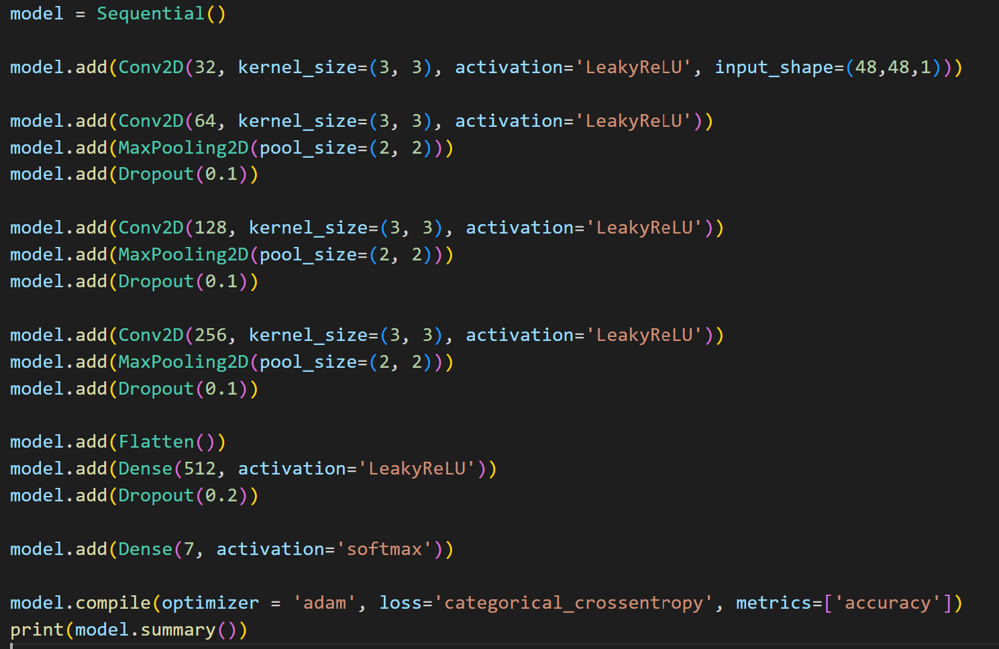 model = Sequential()
model.add(Conv2D(32, kernel_size=(3, 3), activation='LeakyReLU', input_shape=(48,48,1)))
model.add(Conv2D(64, kernel_size=(3, 3), activation='LeakyReLU'))
model.add(MaxPooling2D(pool_size=(2, 2)))
model.add(Dropout(0.1))
model.add(Conv2D(128, kernel_size=(3, 3), activation='LeakyReLU'))
model.add(MaxPooling2D(pool_size=(2, 2)))
model.add(Dropout(0.1))
model.add(Conv2D(256, kernel_size=(3, 3), activation='LeakyReLU'))
model.add(MaxPooling2D(pool_size=(2, 2)))
model.add(Dropout(0.1))
model.add(Flatten())
model.add(Dense(512, activation='LeakyReLU'))
model.add(Dropout(0.2))
model.add(Dense(7, activation='softmax'))
model.compile(optimizer = 'adam', loss='categorical_crossentropy', metrics=['accuracy'])
print(model.summary())